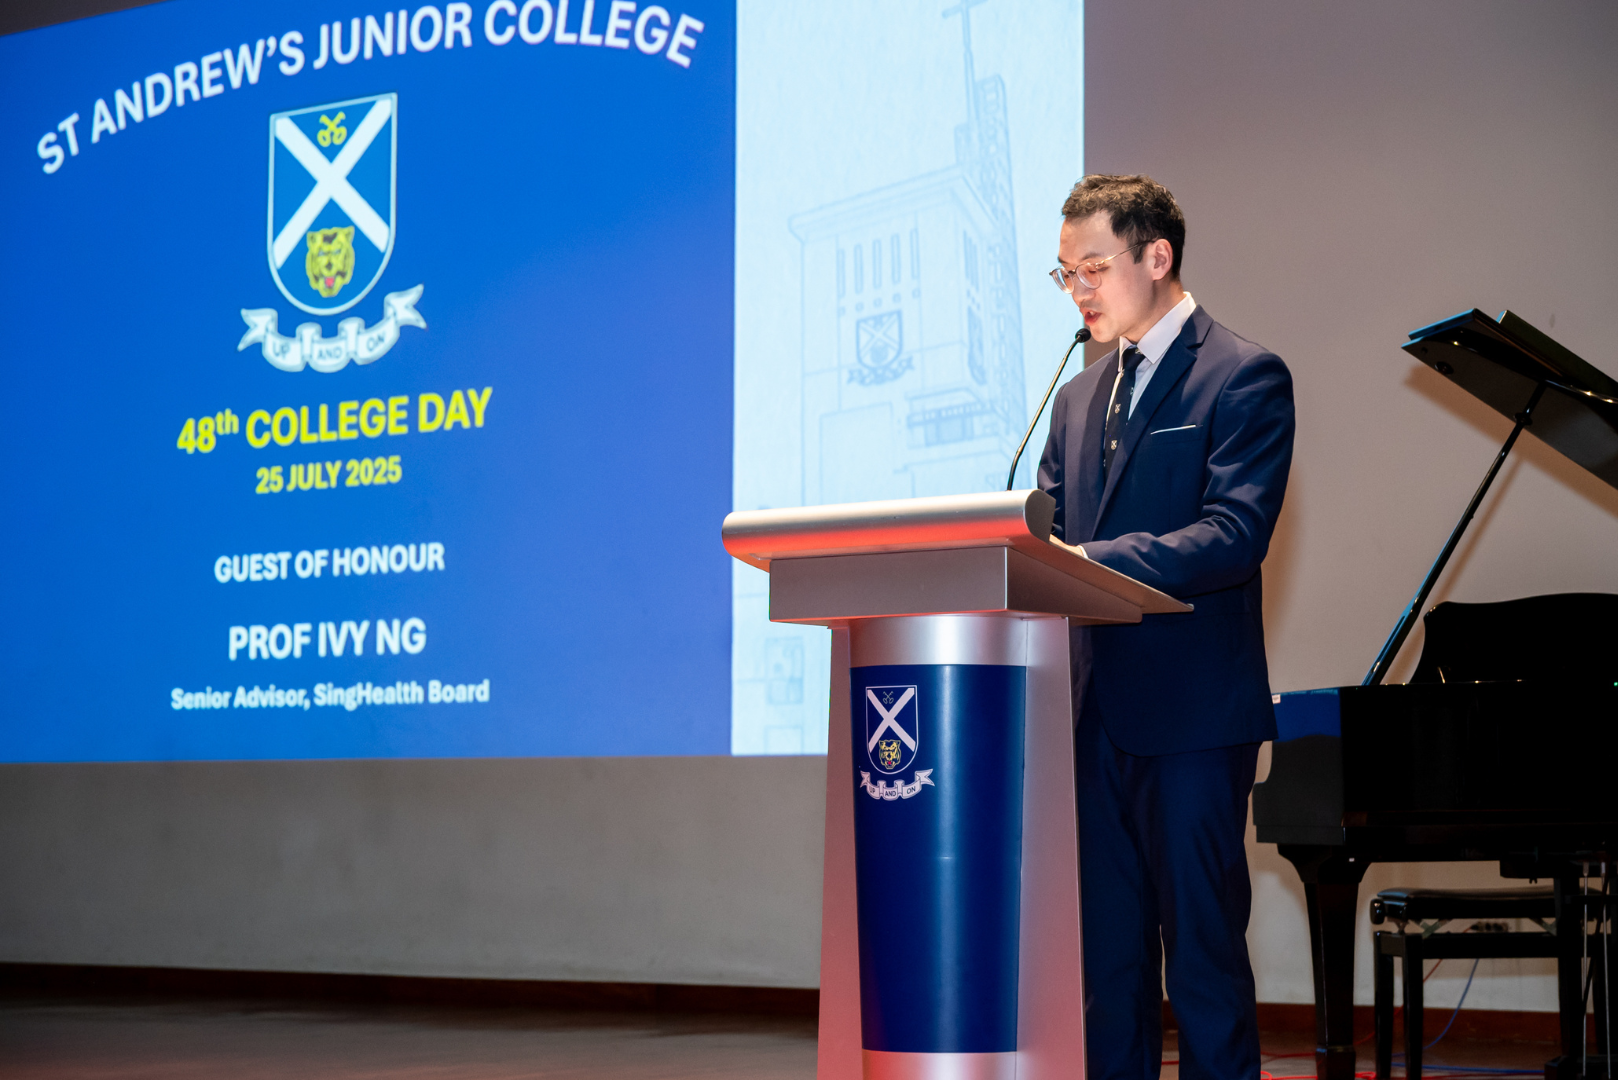 ST ANDREW'S JUNIOR COLLEGE
UP AND ON
48th COLLEGE DAY
25 JULY 2025
GUEST OF HONOUR
PROF IVY NG
Senior Advisor, SingHealth Board
UP AND ON